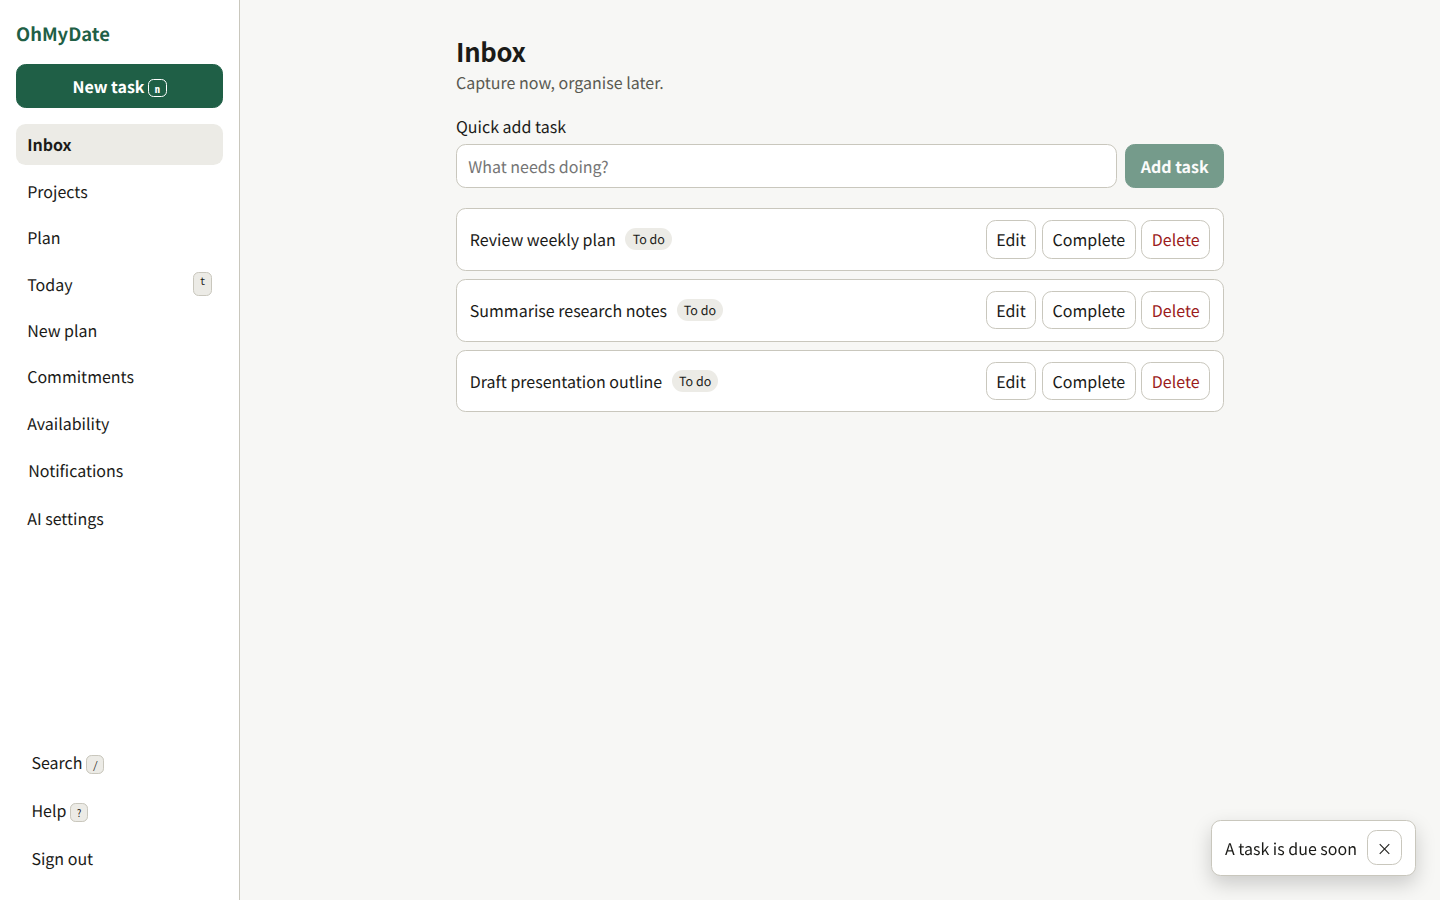 OhMyDate
New task n
Inbox
Projects
Plan
Today t
New plan
Commitments
Availability
Notifications
AI settings
Search /
Help ?
Sign out
Inbox
Capture now, organise later.
Quick add task
What needs doing? Add task
Review weekly plan To do Edit Complete Delete
Summarise research notes To do Edit Complete Delete
Draft presentation outline To do Edit Complete Delete
A task is due soon